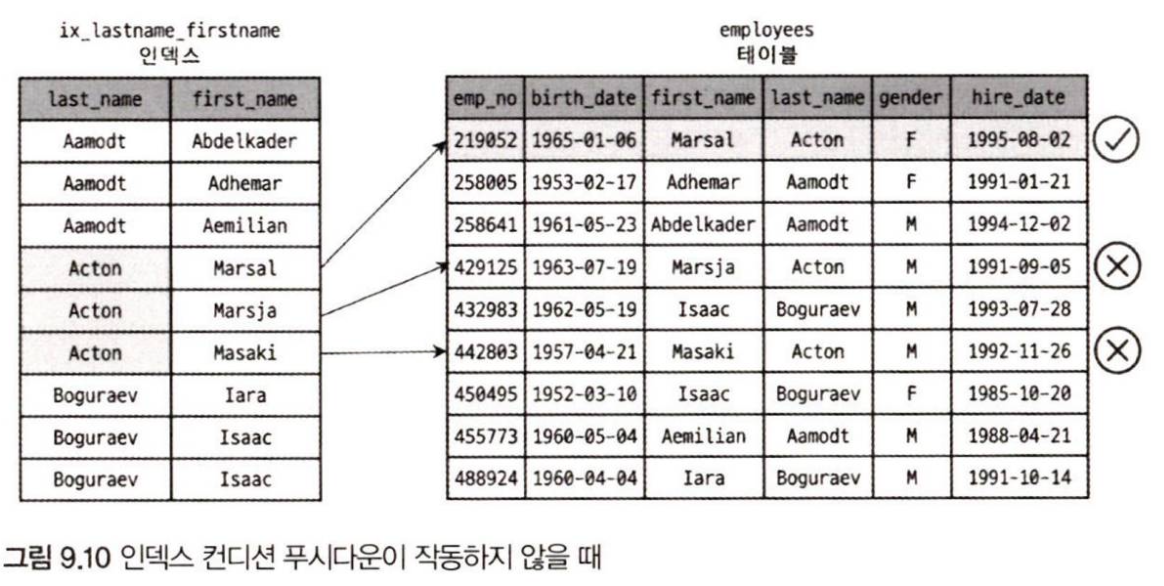 ix_lastname_firstname
인덱스
last_name first_name
Aamodt Abdelkader
Aamodt Adhemar
Aamodt Aemilian
Acton Marsal
Acton Marsja
Acton Masaki
Boguraev Iara
Boguraev Isaac
Boguraev Isaac
employees
테이블
emp_no birth_date first_name last_name gender hire_date
219052 1965-01-06 Marsal Acton F 1995-08-02
258005 1953-02-17 Adhemar Aamodt F 1991-01-21
258641 1961-05-23 Abdelkader Aamodt M 1994-12-02
429125 1963-07-19 Marsja Acton M 1991-09-05
432983 1962-05-19 Isaac Boguraev M 1993-07-28
442803 1957-04-21 Masaki Acton M 1992-11-26
450495 1952-03-10 Isaac Boguraev F 1985-10-20
455773 1960-05-04 Aemilian Aamodt M 1988-04-21
488924 1960-04-04 Iara Boguraev M 1991-10-14
그림 9.10 인덱스 컨디션 푸시다운이 작동하지 않을 때